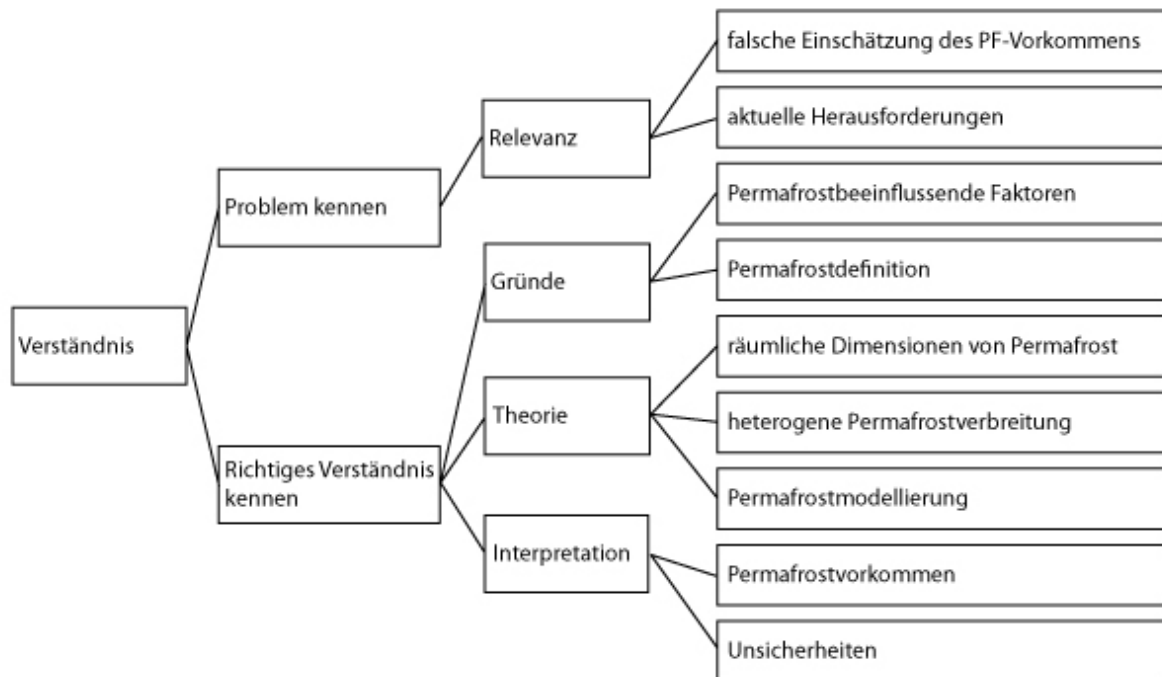 falsche Einschätzung des PF-Vorkommens
aktuelle Herausforderungen
Relevanz
Problem kennen
Permafrostbeeinflussende Faktoren
Permafrostdefinition
Gründe
Verständnis
räumliche Dimensionen von Permafrost
heterogene Permafrostverbreitung
Theorie
Richtiges Verständnis
kennen
Permafrostmodellierung
Interpretation
Permafrostvorkommen
Unsicherheiten